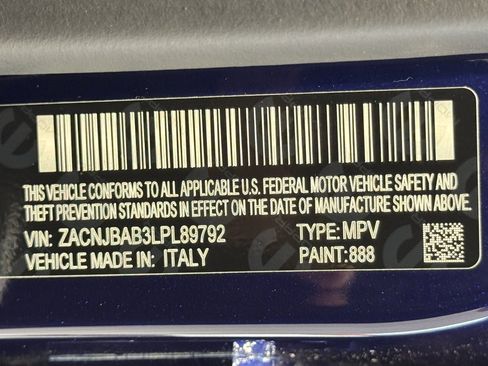 THIS VEHICLE CONFORMS TO ALL APPLICABLE U.S. FEDERAL MOTOR VEHICLE SAFETY AND
THEFT PREVENTION STANDARDS IN EFFECT ON THE DATE OF MANUFACTURE SHOWN ABOVE.
VIN: ZACNJBAB3LPL89792 TYPE: MPV
VEHICLE MADE IN: ITALY PAINT: 888